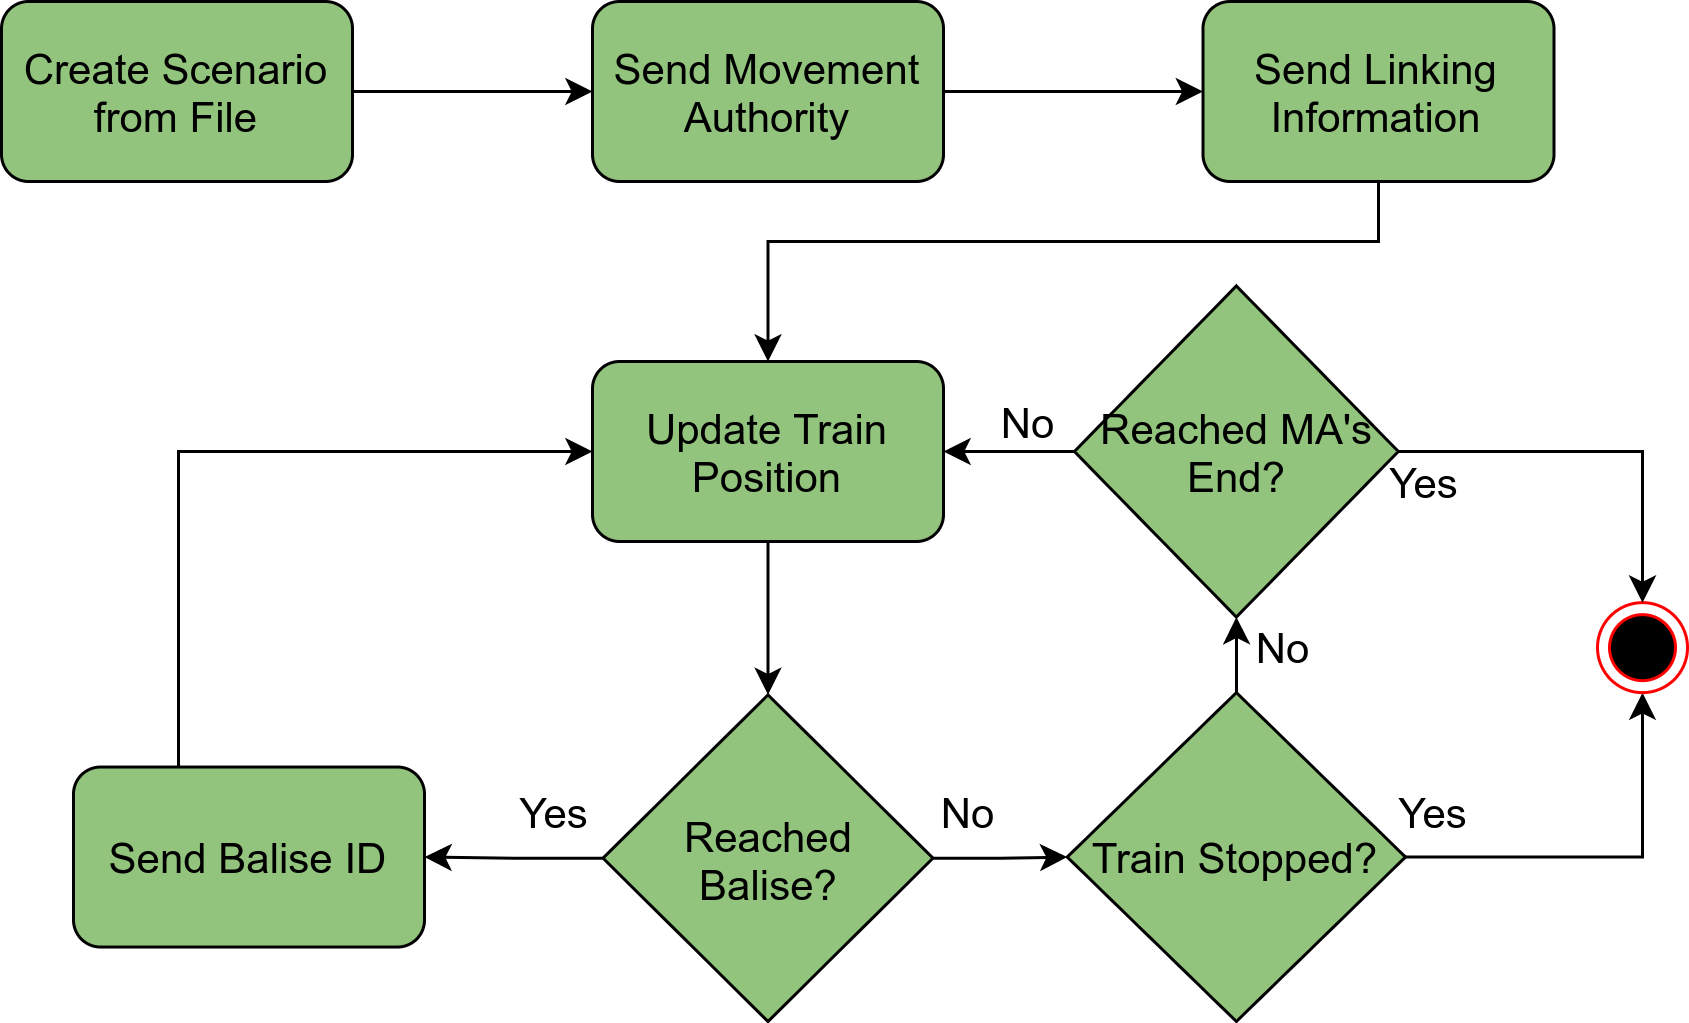 Create Scenario
from File
Send Movement
Authority
Send Linking
Information
Update Train
Position
No
Reached MA's
End?
Yes
No
Send Balise ID
Yes
Reached
Balise?
No
Train Stopped?
Yes